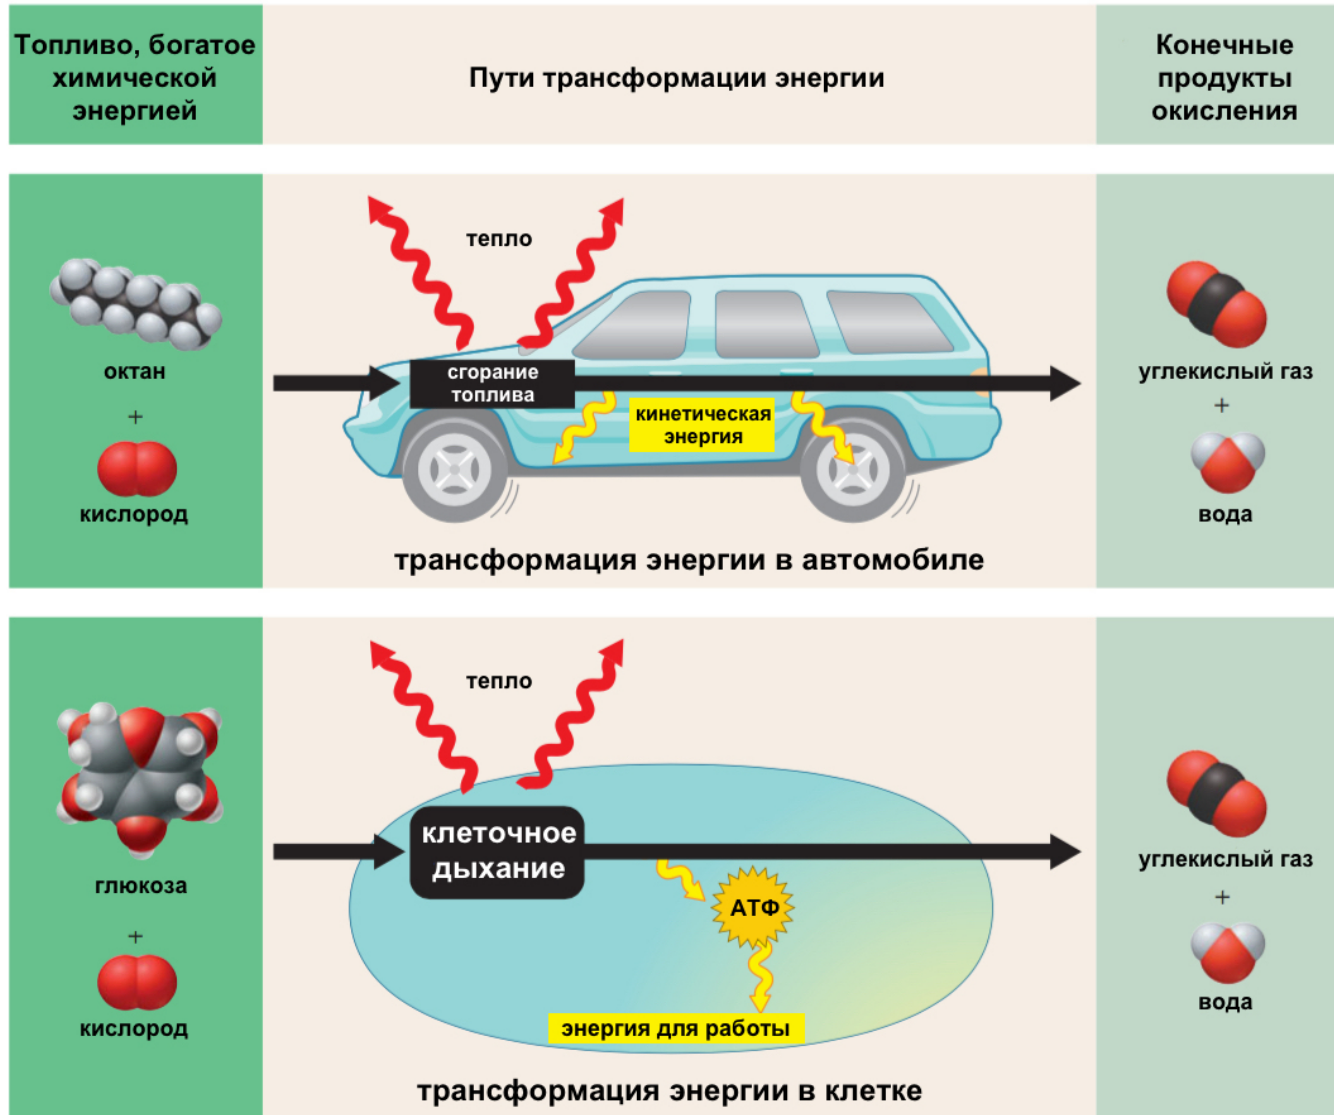 Топливо, богатое
химической
энергией
Пути трансформации энергии
Конечные
продукты
окисления
октан
+
кислород
тепло
сгорание
топлива
кинетическая
энергия
трансформация энергии в автомобиле
углекислый газ
+
вода
глюкоза
+
кислород
тепло
клеточное
дыхание
АТФ
энергия для работы
трансформация энергии в клетке
углекислый газ
+
вода